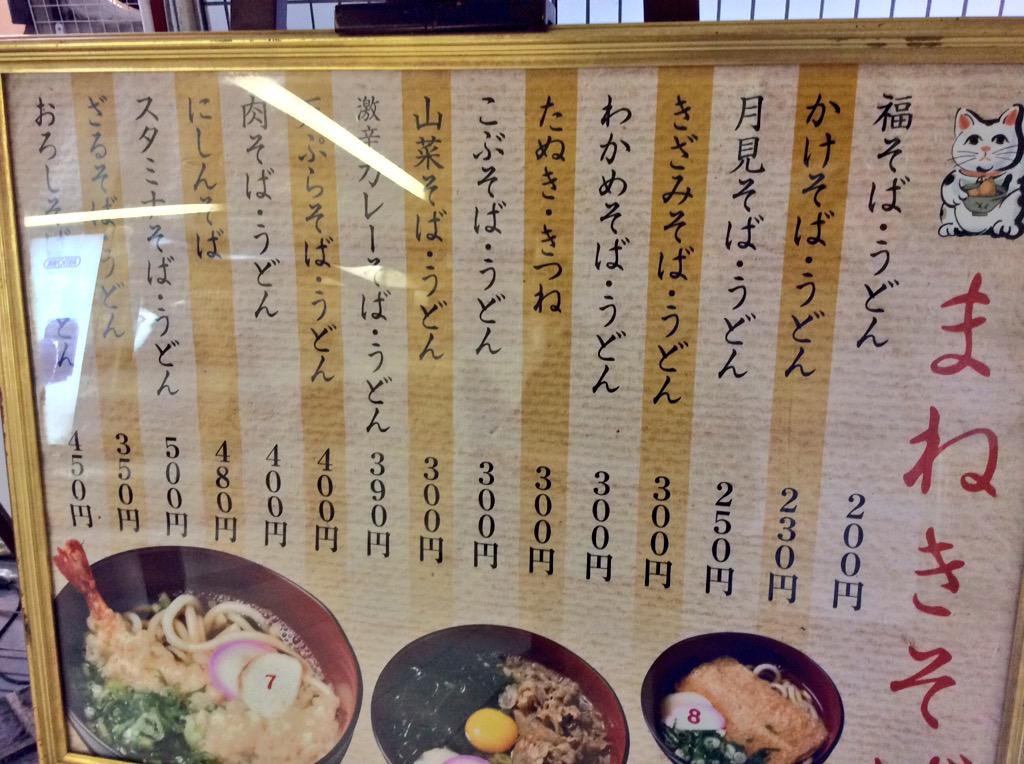 まねきそ
福そば・うどん 200円
かけそば・うどん 230円
月見そば・うどん 250円
きざみそば・うどん 300円
わかめそば・うどん 300円
たぬき・きつね 300円
こぶそば・うどん 300円
山菜そば・うどん 300円
激辛カレーそば・うどん 390円
天ぷらそば・うどん 400円
肉そば・うどん 400円
にしんそば 480円
スタミナそば・うどん 500円
ざるそばうどん 350円
おろしそば どん 450円
7
8